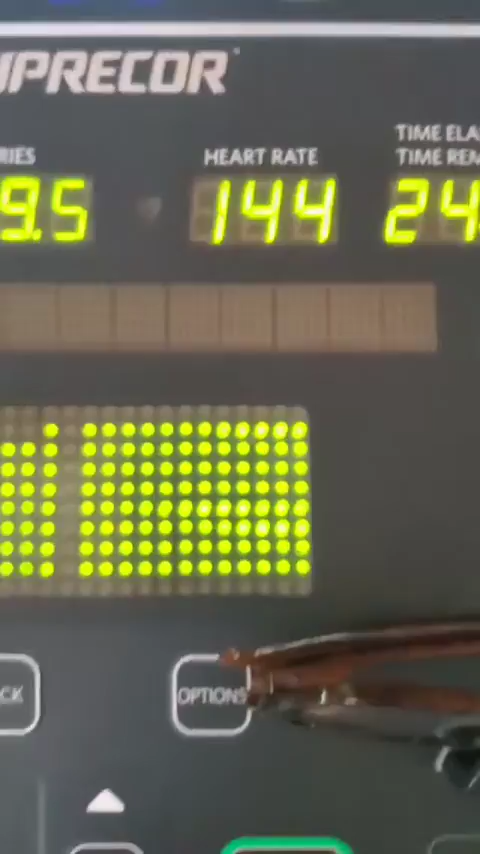 PRECOR
RIES HEART RATE TIME ELA
TIME REM
9.5 144 24
CK OPTIONS